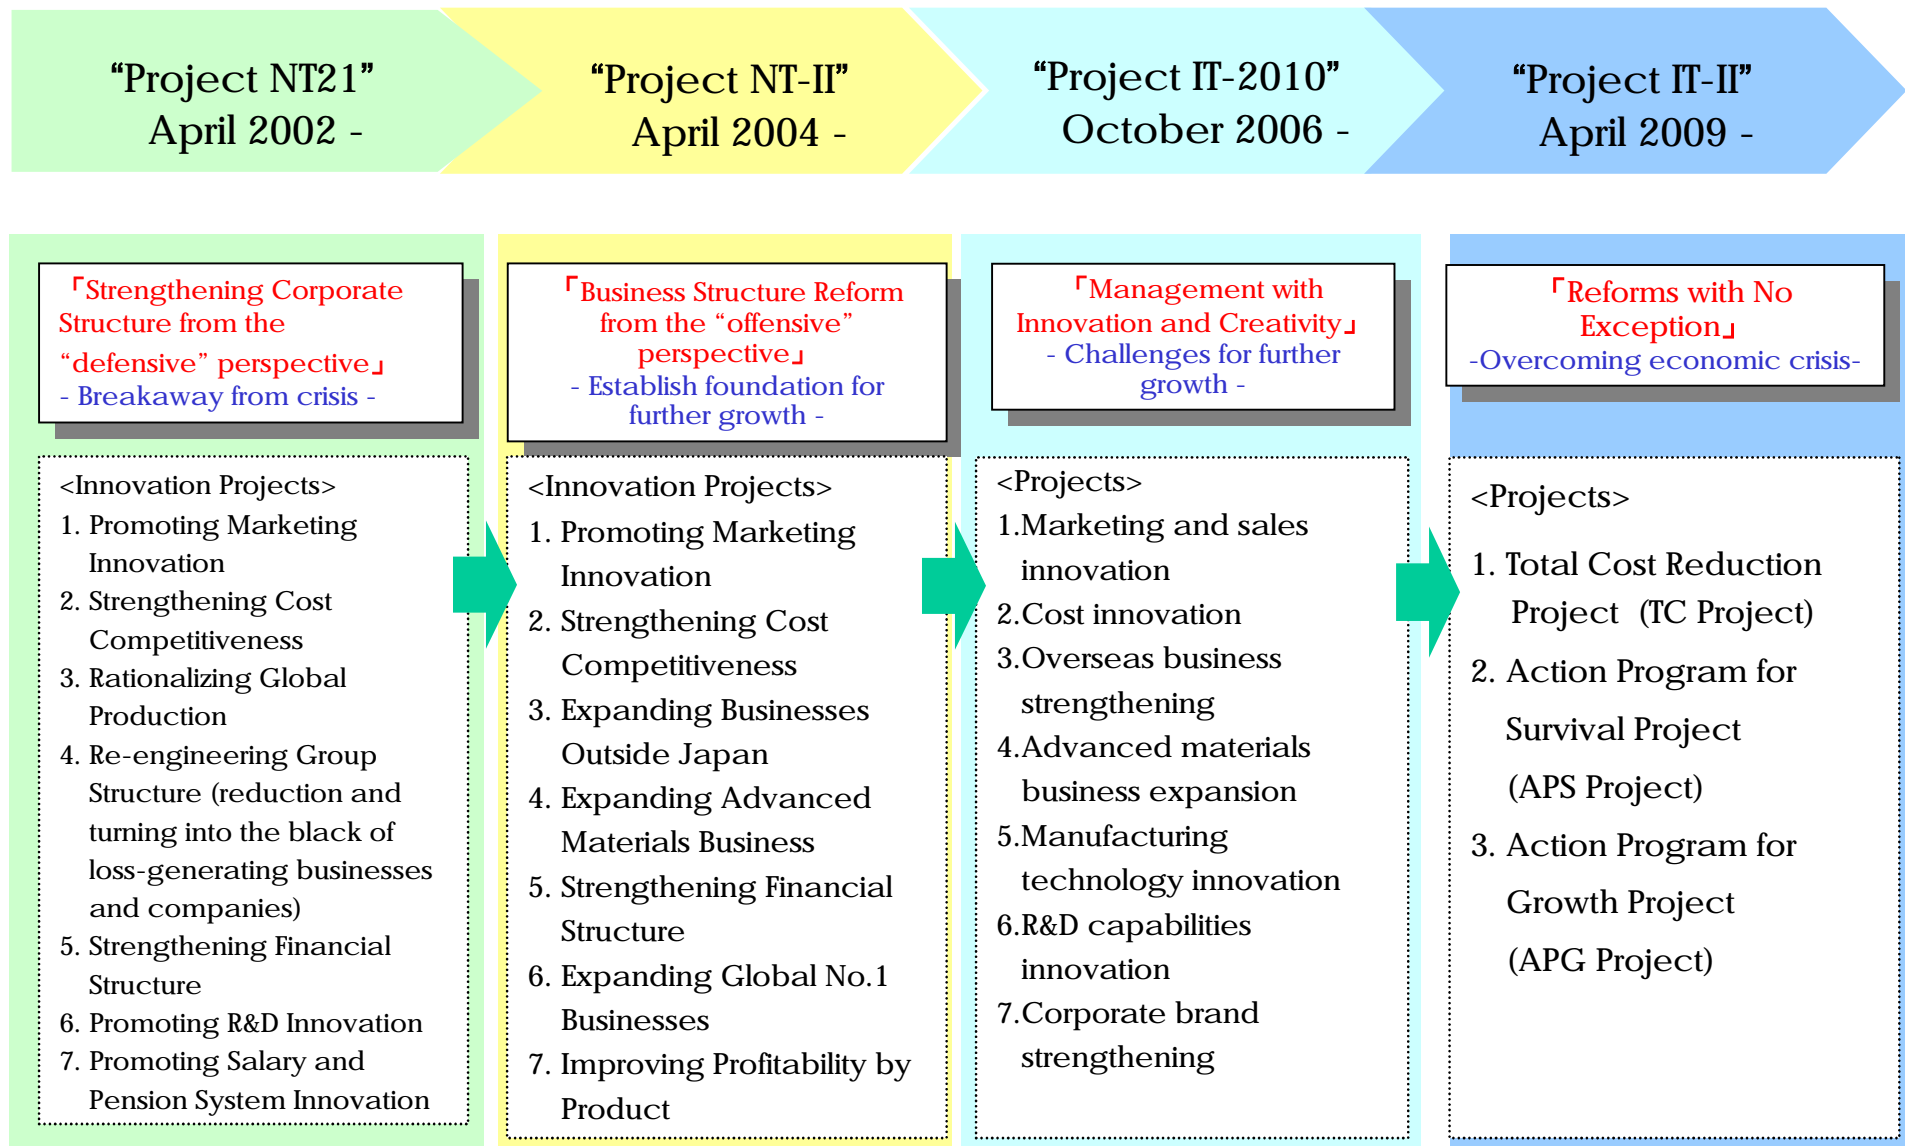 “Project NT21”
April 2002 -
“Project NT-II”
April 2004 -
“Project IT-2010”
October 2006 -
“Project IT-II”
April 2009 -
「Strengthening Corporate
Structure from the
“defensive” perspective」
- Breakaway from crisis -
<Innovation Projects>
1. Promoting Marketing
Innovation
2. Strengthening Cost
Competitiveness
3. Rationalizing Global
Production
4. Re-engineering Group
Structure (reduction and
turning into the black of
loss-generating businesses
and companies)
5. Strengthening Financial
Structure
6. Promoting R&D Innovation
7. Promoting Salary and
Pension System Innovation
「Business Structure Reform
from the “offensive”
perspective」
- Establish foundation for
further growth -
<Innovation Projects>
1. Promoting Marketing
Innovation
2. Strengthening Cost
Competitiveness
3. Expanding Businesses
Outside Japan
4. Expanding Advanced
Materials Business
5. Strengthening Financial
Structure
6. Expanding Global No.1
Businesses
7. Improving Profitability by
Product
「Management with
Innovation and Creativity」
- Challenges for further
growth -
<Projects>
1.Marketing and sales
innovation
2.Cost innovation
3.Overseas business
strengthening
4.Advanced materials
business expansion
5.Manufacturing
technology innovation
6.R&D capabilities
innovation
7.Corporate brand
strengthening
「Reforms with No
Exception」
-Overcoming economic crisis-
<Projects>
1. Total Cost Reduction
Project (TC Project)
2. Action Program for
Survival Project
(APS Project)
3. Action Program for
Growth Project
(APG Project)